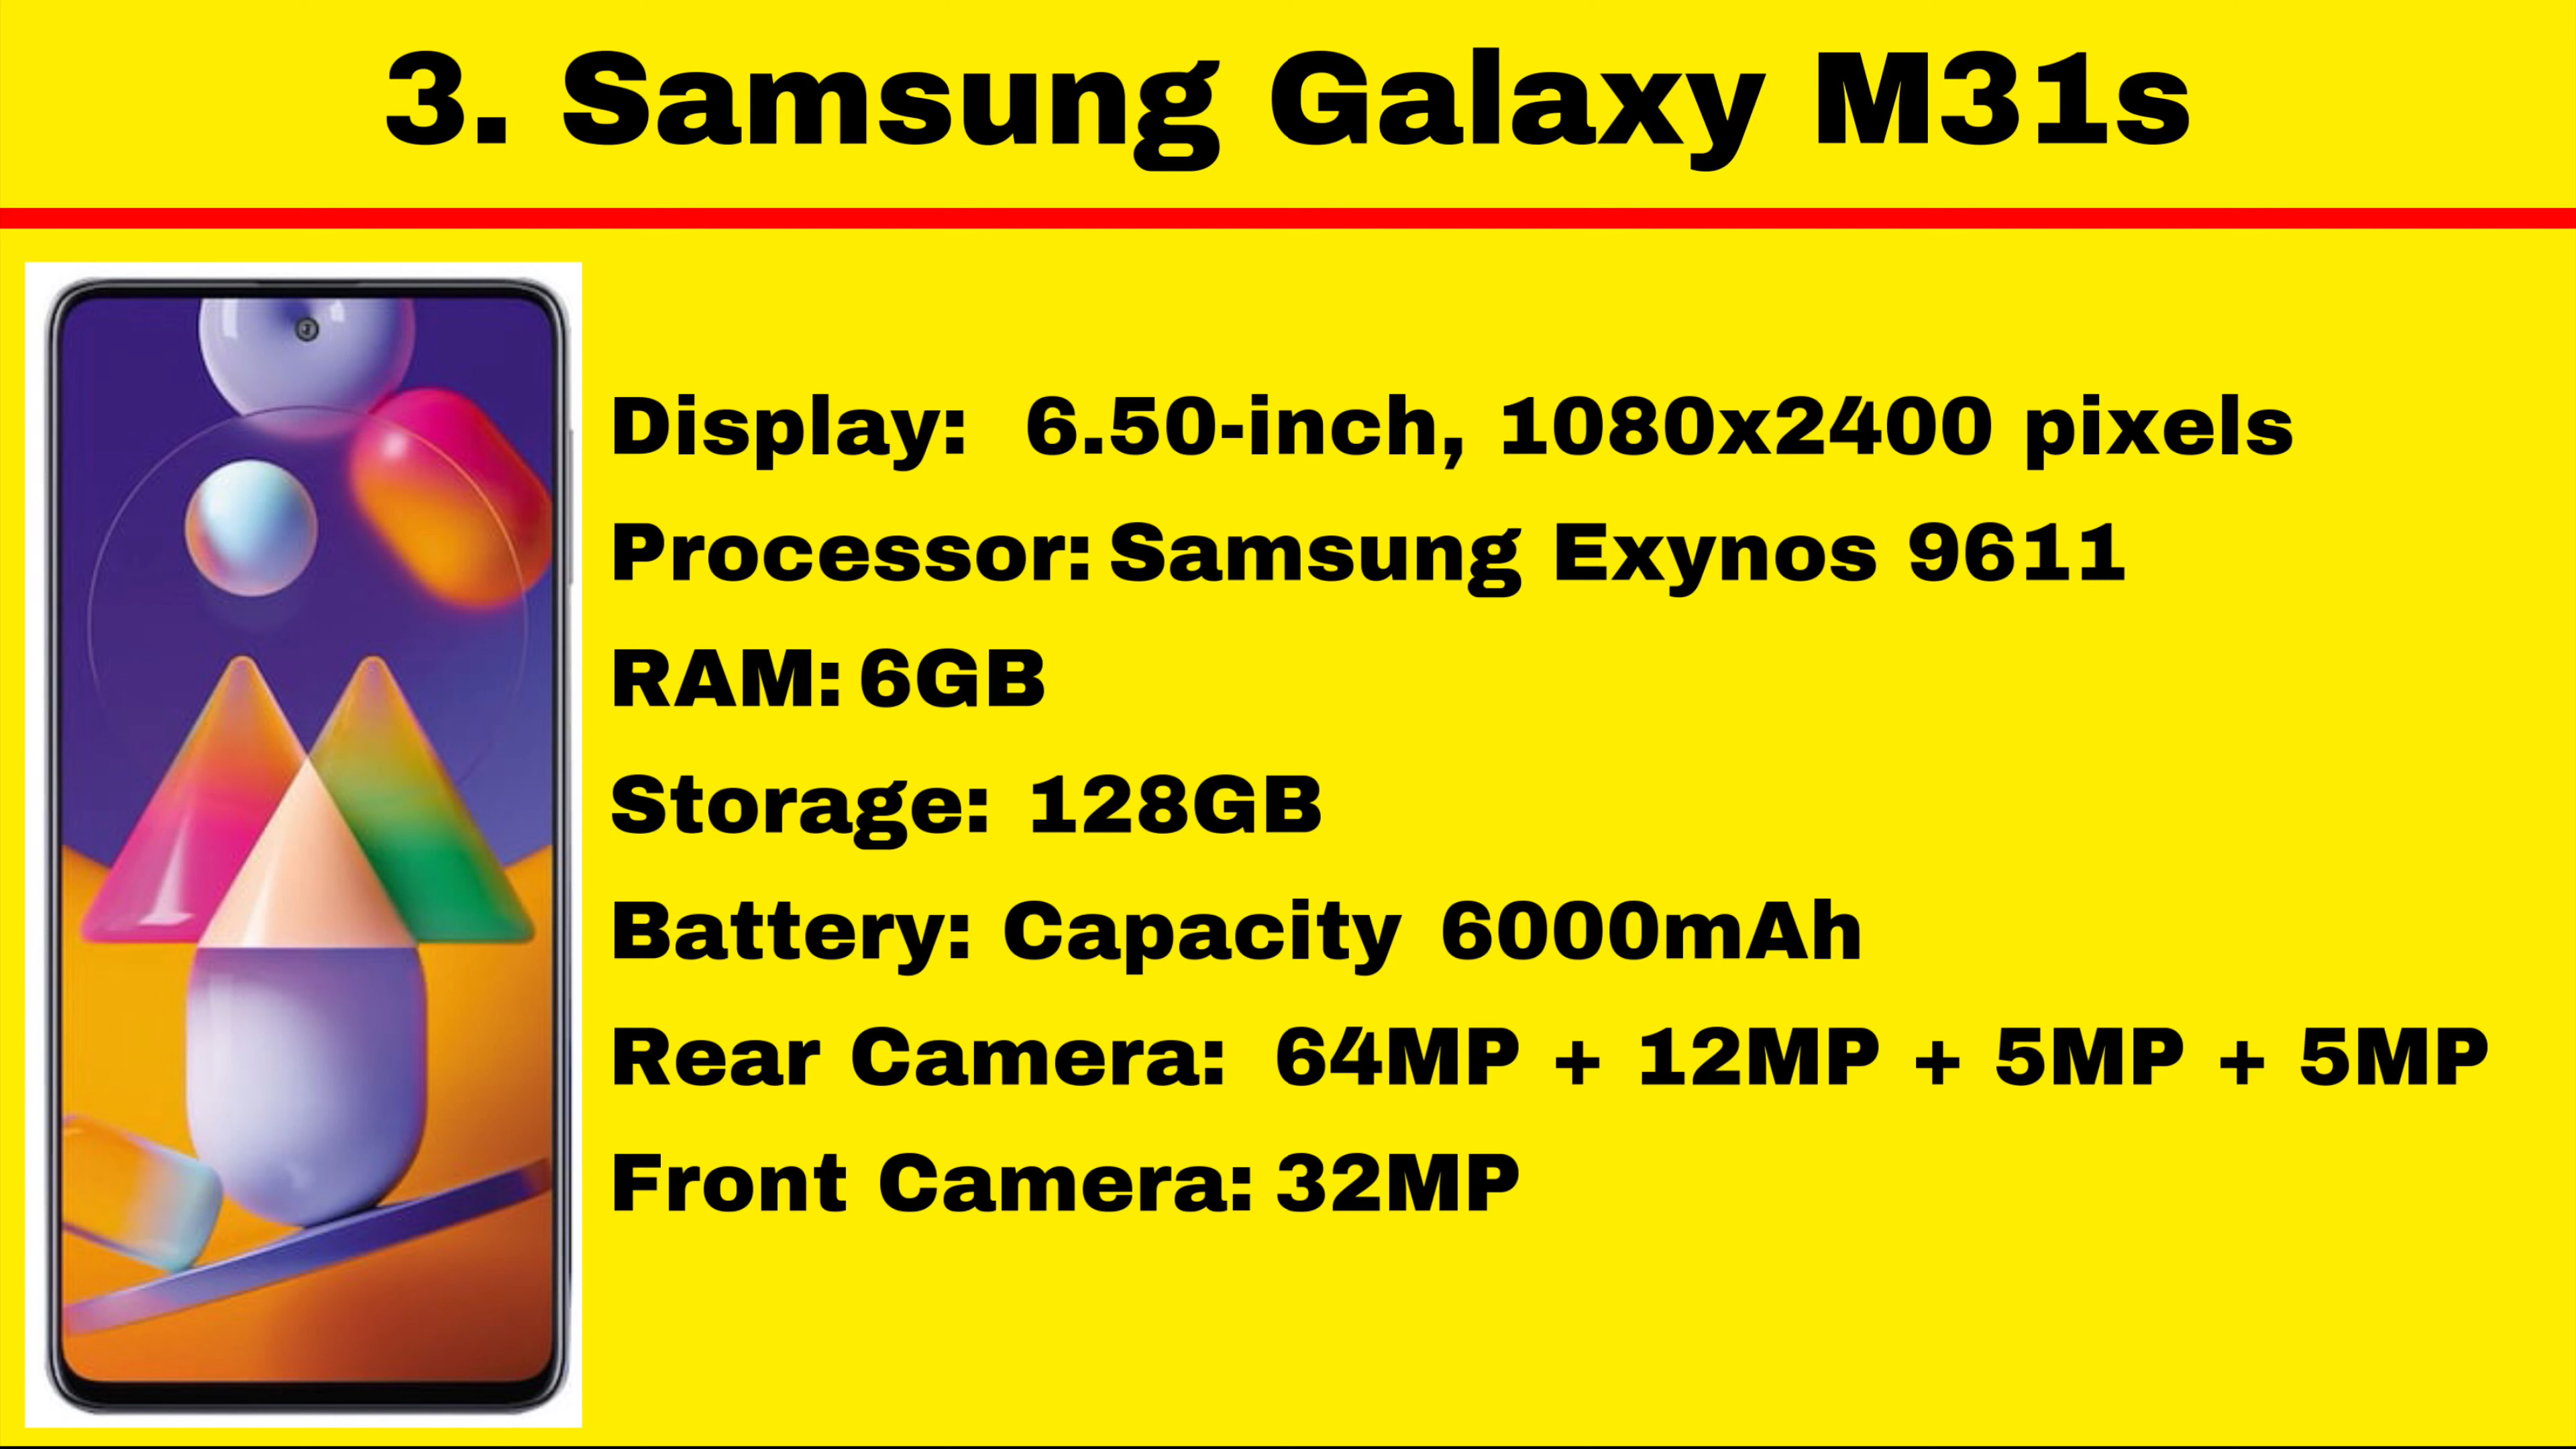 3. Samsung Galaxy M31s
Display: 6.50-inch, 1080x2400 pixels
Processor: Samsung Exynos 9611
RAM: 6GB
Storage: 128GB
Battery: Capacity 6000mAh
Rear Camera: 64MP + 12MP + 5MP + 5MP
Front Camera: 32MP